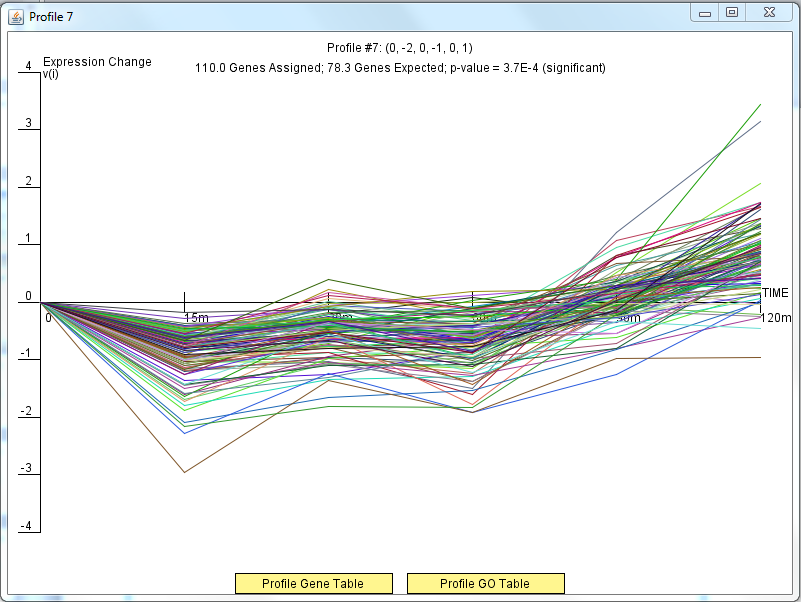 Profile 7
Profile #7: (0, -2, 0, -1, 0, 1)
Expression Change
v(i)
110.0 Genes Assigned; 78.3 Genes Expected; p-value = 3.7E-4 (significant)
4
3
2
1
0
-1
-2
-3
-4
0
15m
TIME
120m
Profile Gene Table
Profile GO Table